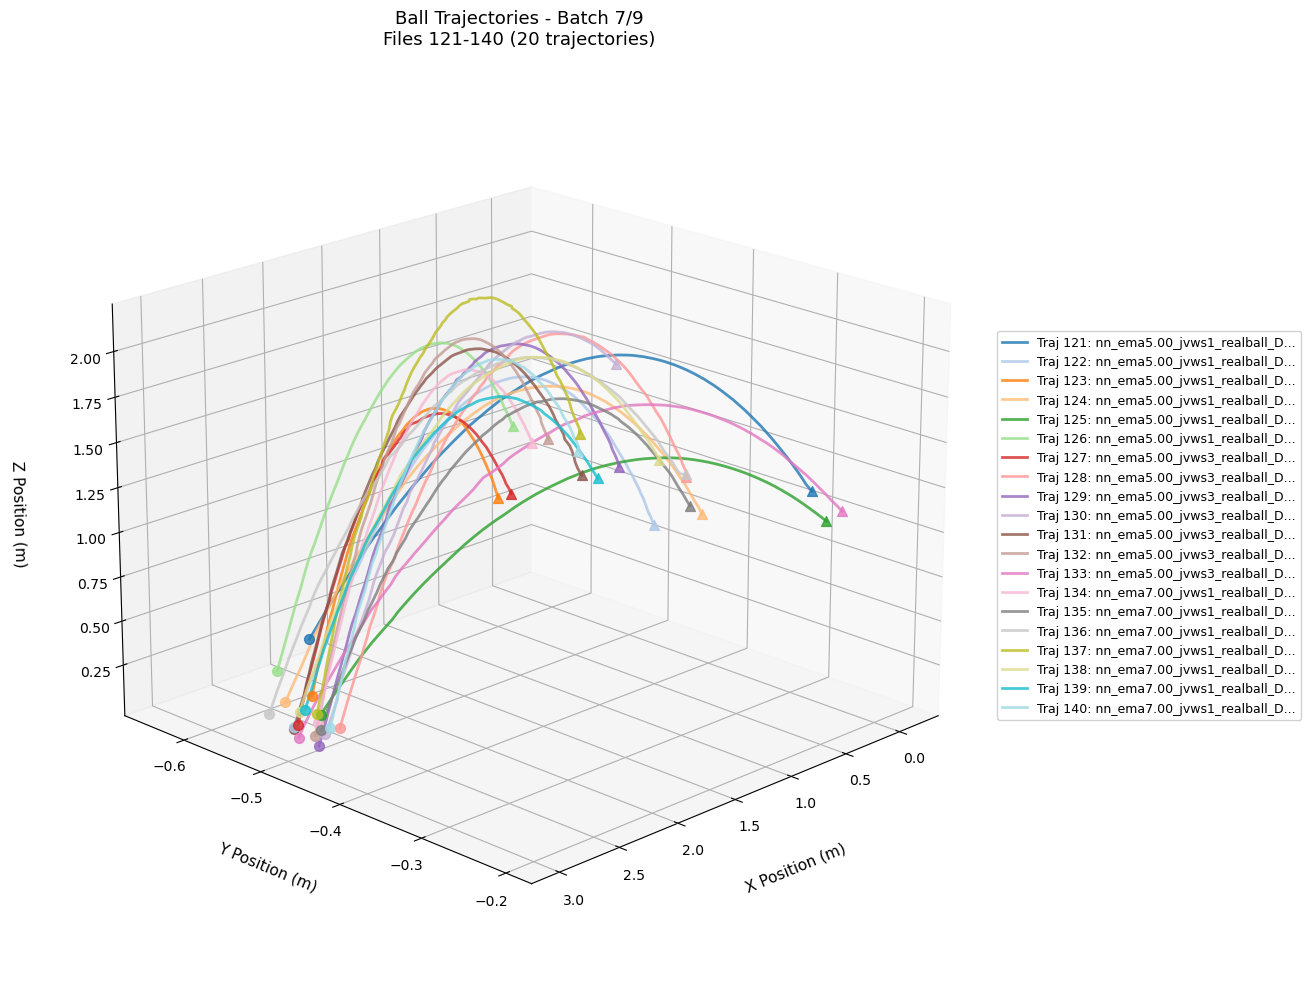 Ball Trajectories - Batch 7/9
Files 121-140 (20 trajectories)
2.00
1.75
1.50
1.25
1.00
0.75
0.50
0.25
Z Position (m)
−0.6
−0.5
−0.4
−0.3
−0.2
Y Position (m)
0.0
0.5
1.0
1.5
2.0
2.5
3.0
X Position (m)
Traj 121: nn_ema5.00_jvws1_realball_D...
Traj 122: nn_ema5.00_jvws1_realball_D...
Traj 123: nn_ema5.00_jvws1_realball_D...
Traj 124: nn_ema5.00_jvws1_realball_D...
Traj 125: nn_ema5.00_jvws1_realball_D...
Traj 126: nn_ema5.00_jvws1_realball_D...
Traj 127: nn_ema5.00_jvws3_realball_D...
Traj 128: nn_ema5.00_jvws3_realball_D...
Traj 129: nn_ema5.00_jvws3_realball_D...
Traj 130: nn_ema5.00_jvws3_realball_D...
Traj 131: nn_ema5.00_jvws3_realball_D...
Traj 132: nn_ema5.00_jvws3_realball_D...
Traj 133: nn_ema5.00_jvws3_realball_D...
Traj 134: nn_ema7.00_jvws1_realball_D...
Traj 135: nn_ema7.00_jvws1_realball_D...
Traj 136: nn_ema7.00_jvws1_realball_D...
Traj 137: nn_ema7.00_jvws1_realball_D...
Traj 138: nn_ema7.00_jvws1_realball_D...
Traj 139: nn_ema7.00_jvws1_realball_D...
Traj 140: nn_ema7.00_jvws1_realball_D...